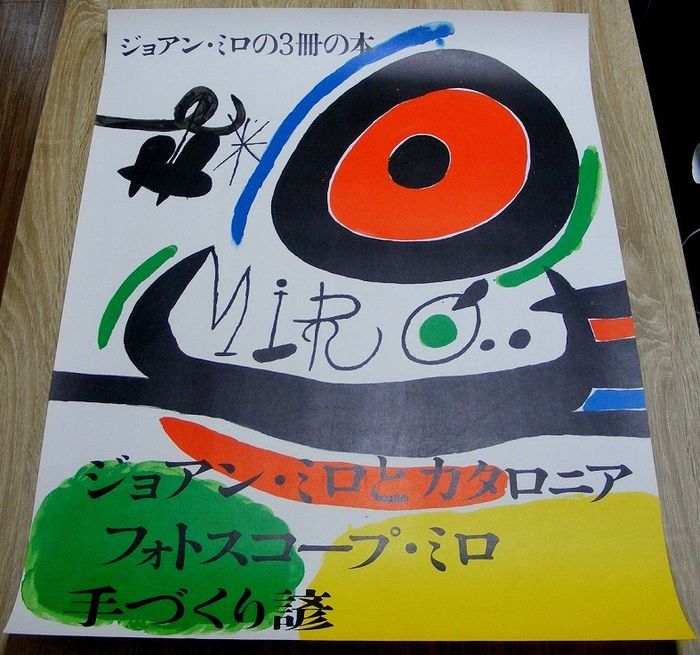 ジョアン・ミロの3冊の本
MIRÓ..
ジョアン・ミロとカタロニア
フォトスコープ・ミロ
手づくり諺